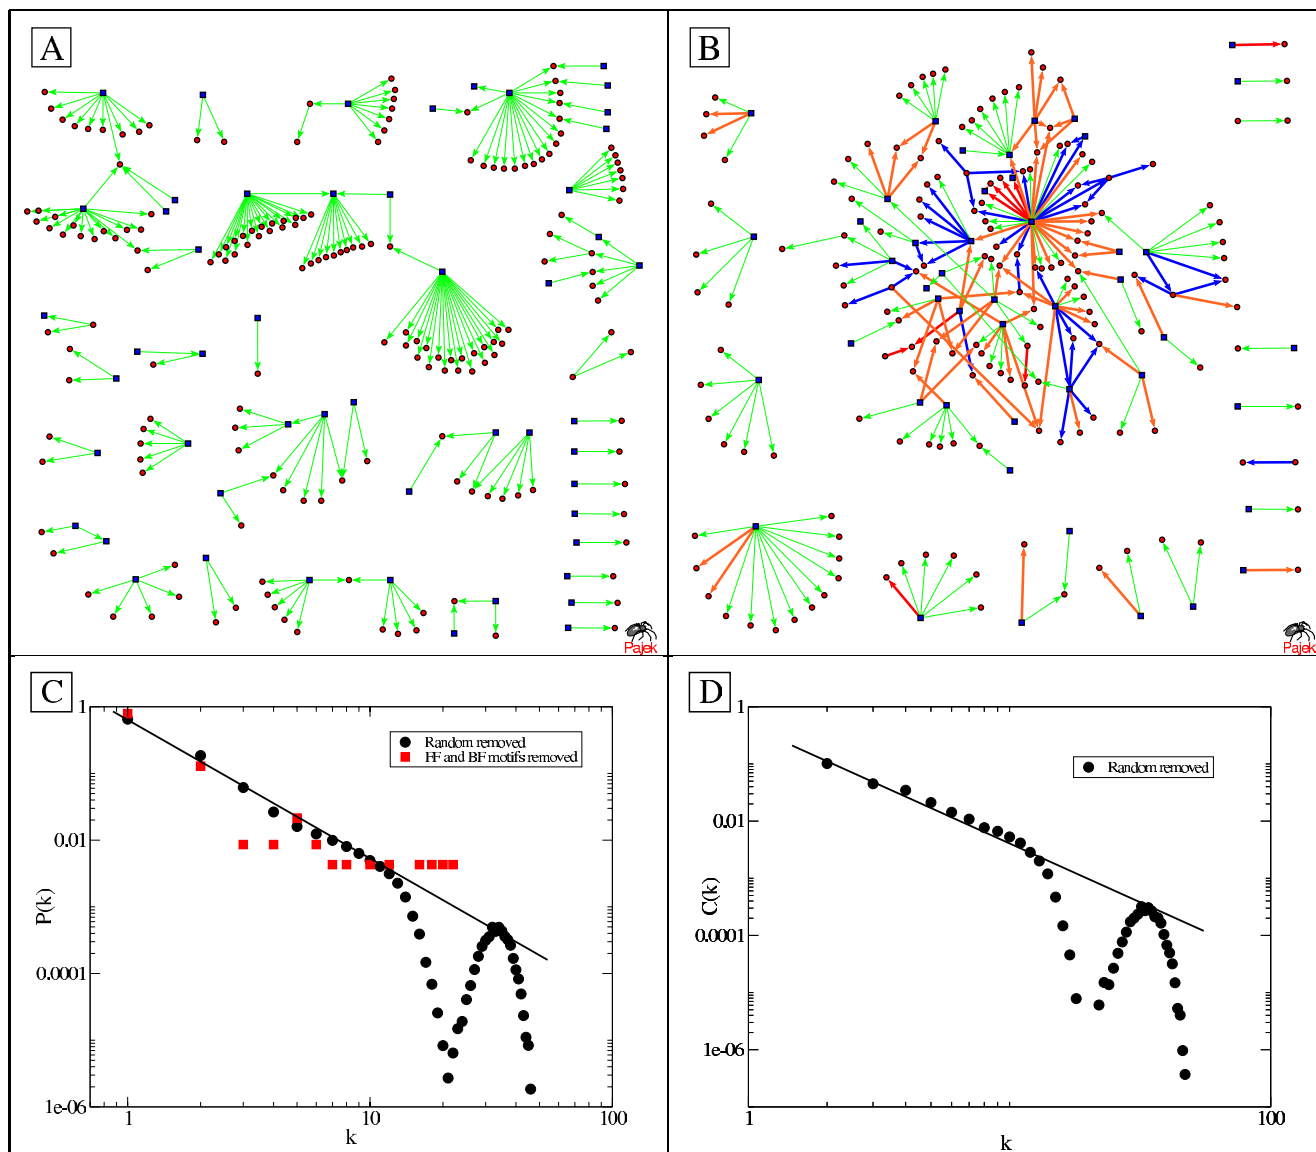 A
B
Pajek
Pajek
C
D
1
0.01
0.0001
1e-06
P(k)
Random removed
FF and BF motifs removed
1
10
100
k
1
0.01
0.0001
1e-06
C(k)
Random removed
1
100
k